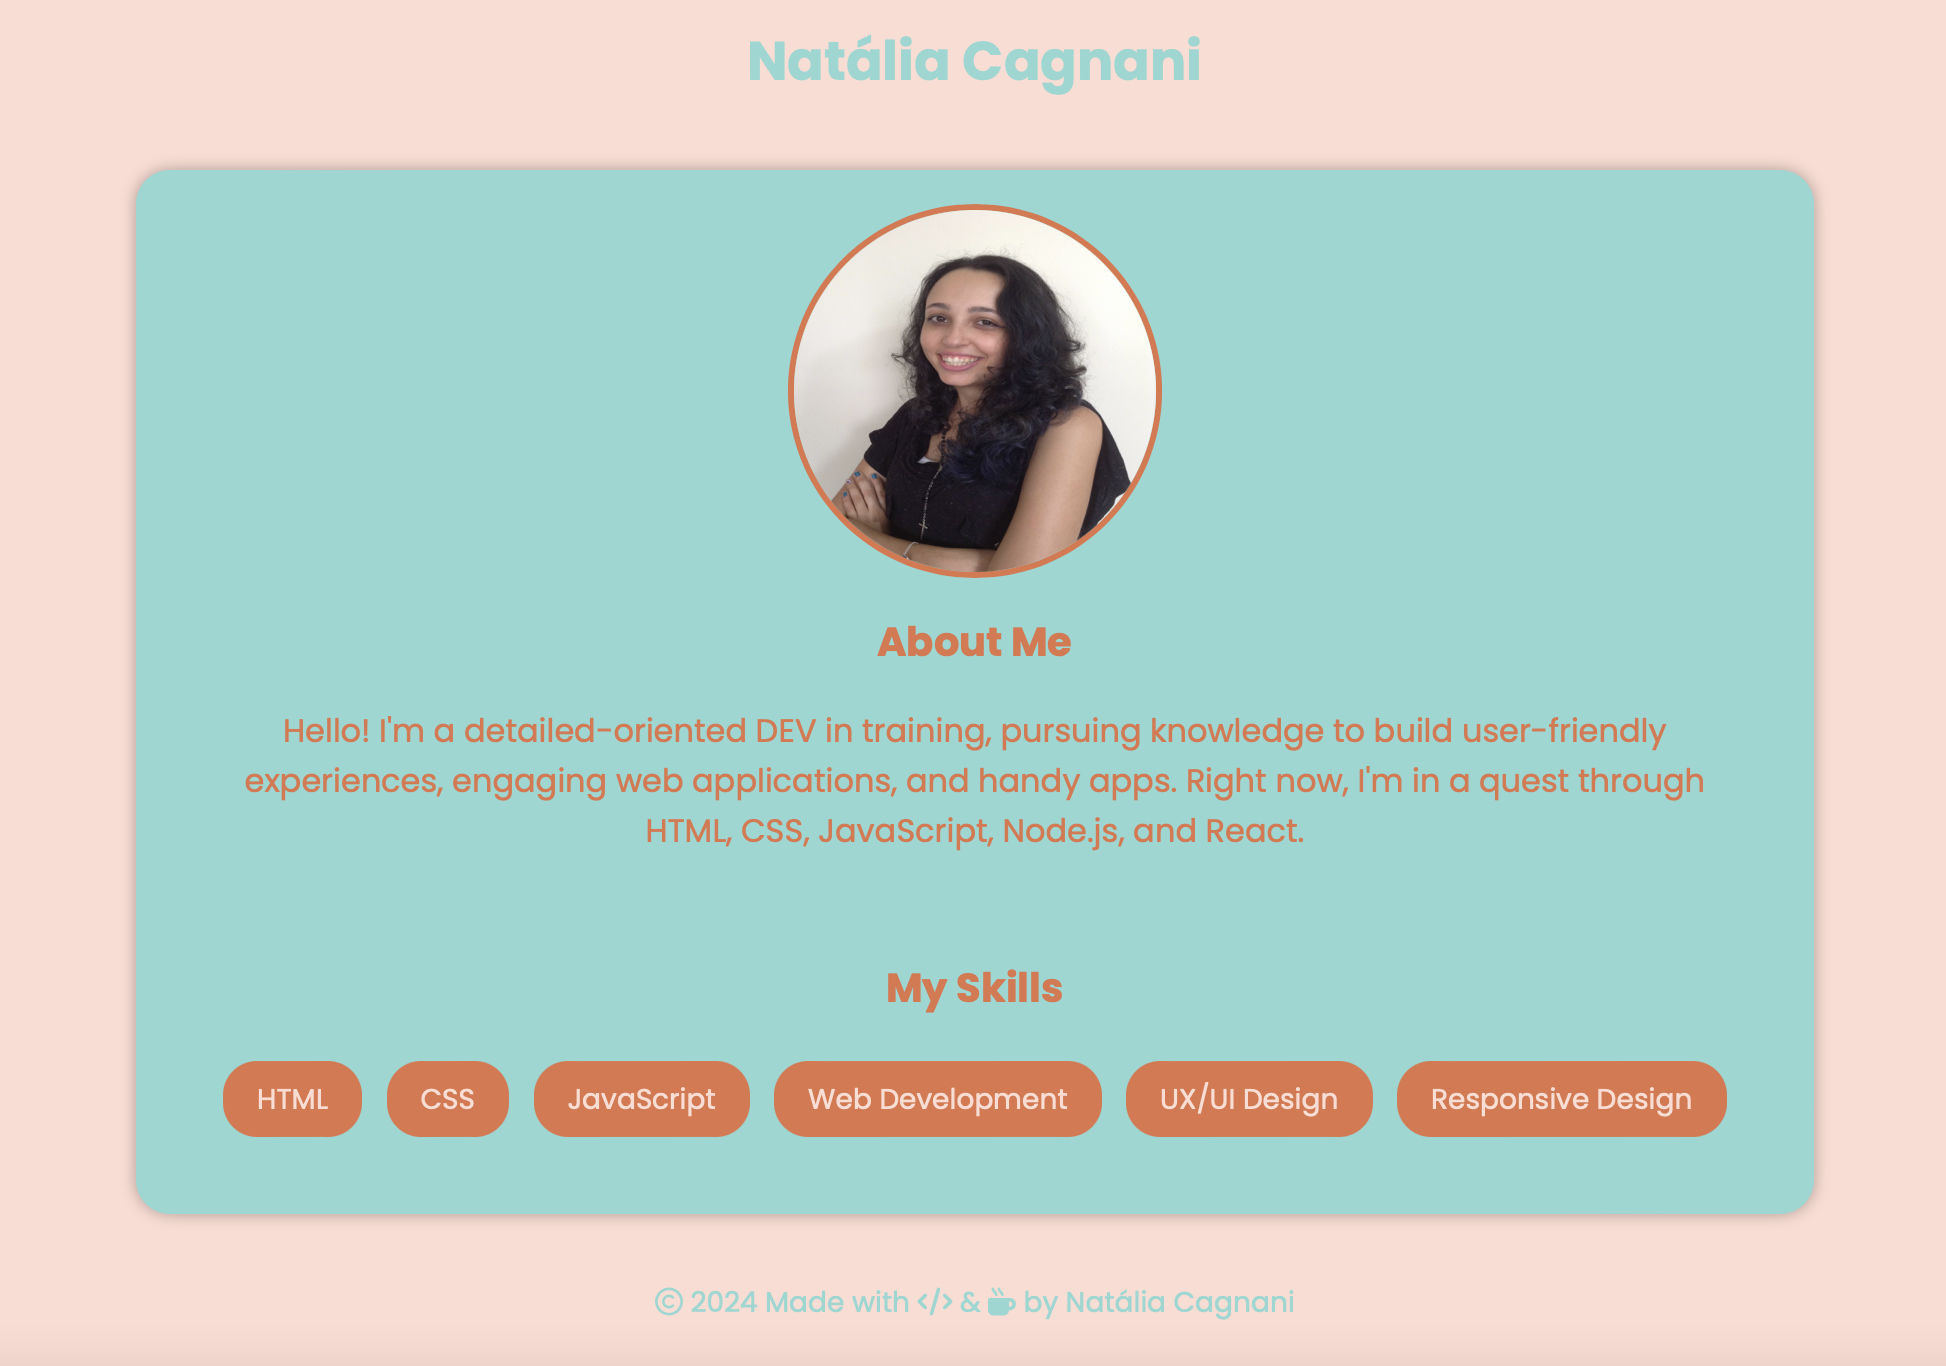 Natália Cagnani
About Me
Hello! I'm a detailed-oriented DEV in training, pursuing knowledge to build user-friendly
experiences, engaging web applications, and handy apps. Right now, I'm in a quest through
HTML, CSS, JavaScript, Node.js, and React.
My Skills
HTML CSS JavaScript Web Development UX/UI Design Responsive Design
© 2024 Made with </> & by Natália Cagnani